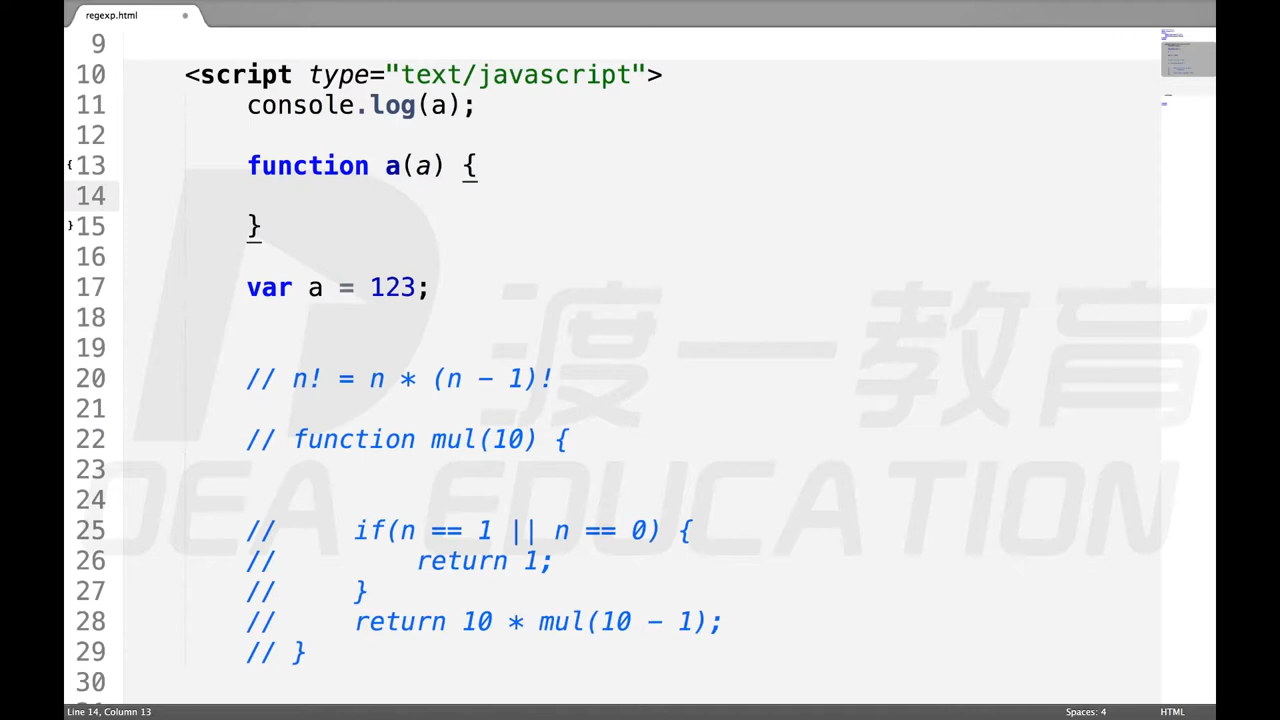 regexp.html
9
10 <script type="text/javascript">
11 console.log(a);
12
{ 13 function a(a) {
14
} 15 }
16
17 var a = 123;
18
19
20 // n! = n * (n - 1)!
21
22 // function mul(10) {
23
24
25 // if(n == 1 || n == 0) {
26 // return 1;
27 // }
28 // return 10 * mul(10 - 1);
29 // }
30
渡一教育
DEA EDUCATION
Line 14, Column 13 Spaces: 4 HTML